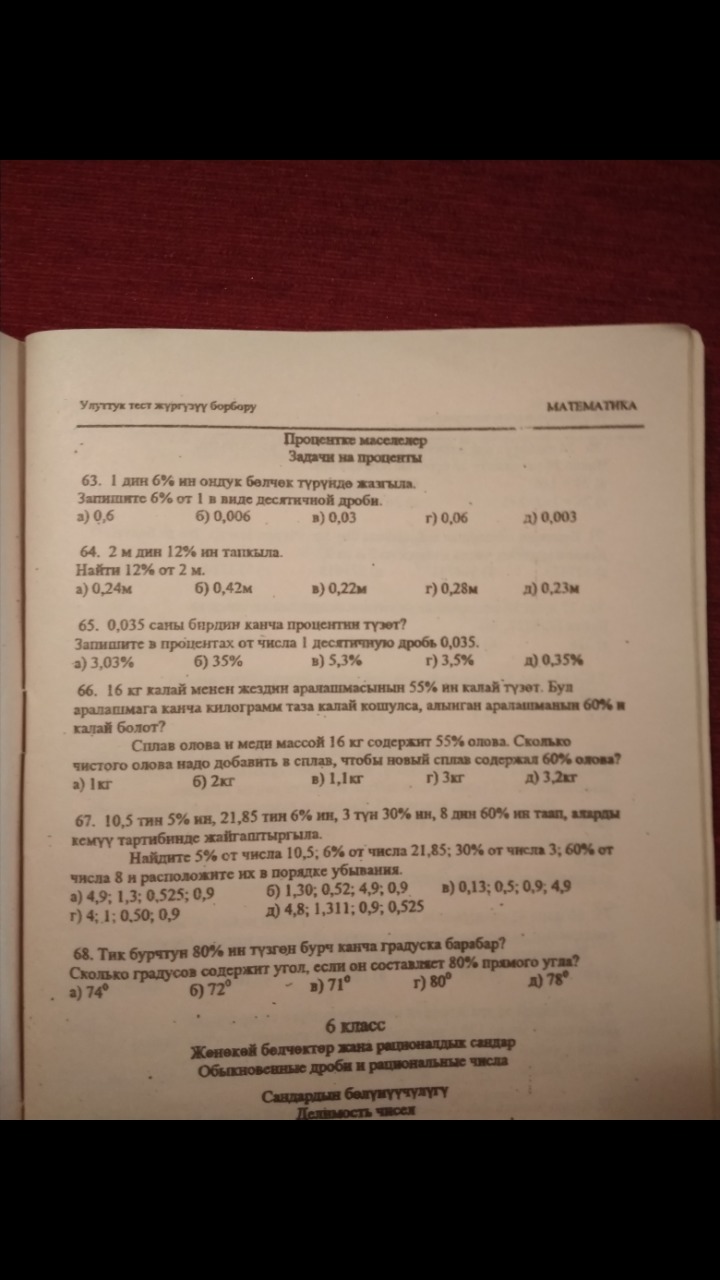 Улуттук тест жүргүзүү борбору МАТЕМАТИКА
Процентке маселелер
Задачи на проценты
63. 1 дин 6% ин ондук бөлчөк түрүндө жазгыла.
Запишите 6% от 1 в виде десятичной дроби.
а) 0,6 б) 0,006 в) 0,03 г) 0,06 д) 0,003
64. 2 м дин 12% ин тапкыла.
Найти 12% от 2 м.
а) 0,24м б) 0,42м в) 0,22м г) 0,28м д) 0,23м
65. 0,035 саны бирдин канча процентин түзөт?
Запишите в процентах от числа 1 десятичную дробь 0,035.
а) 3,03% б) 35% в) 5,3% г) 3,5% д) 0,35%
66. 16 кг калай менен жездин аралашмасынын 55% ин калай түзөт. Бул
аралашмага канча килограмм таза калай кошулса, алынган аралашманын 60% и
калай болот?
Сплав олова и меди массой 16 кг содержит 55% олова. Сколько
чистого олова надо добавить в сплав, чтобы новый сплав содержал 60% олова?
а) 1кг б) 2кг в) 1,1кг г) 3кг д) 3,2кг
67. 10,5 тин 5% ин, 21,85 тин 6% ин, 3 түн 30% ин, 8 дин 60% ин таап, аларды
кемүү тартибинде жайгаштыргыла.
Найдите 5% от числа 10,5; 6% от числа 21,85; 30% от числа 3; 60% от
числа 8 и расположите их в порядке убывания.
а) 4,9; 1,3; 0,525; 0,9 б) 1,30; 0,52; 4,9; 0,9 в) 0,13; 0,5; 0,9; 4,9
г) 4; 1; 0,50; 0,9 д) 4,8; 1,311; 0,9; 0,525
68. Тик бурчтун 80% ин түзгөн бурч канча градуска барабар?
Сколько градусов содержит угол, если он составляет 80% прямого угла?
а) 74⁰ б) 72⁰ в) 71⁰ г) 80⁰ д) 78⁰
6 класс
Жөнөкөй бөлчөктөр жана рационалдык сандар
Обыкновенные дроби и рациональные числа
Сандардын бөлүнүүчүлүгү
Делимость чисел